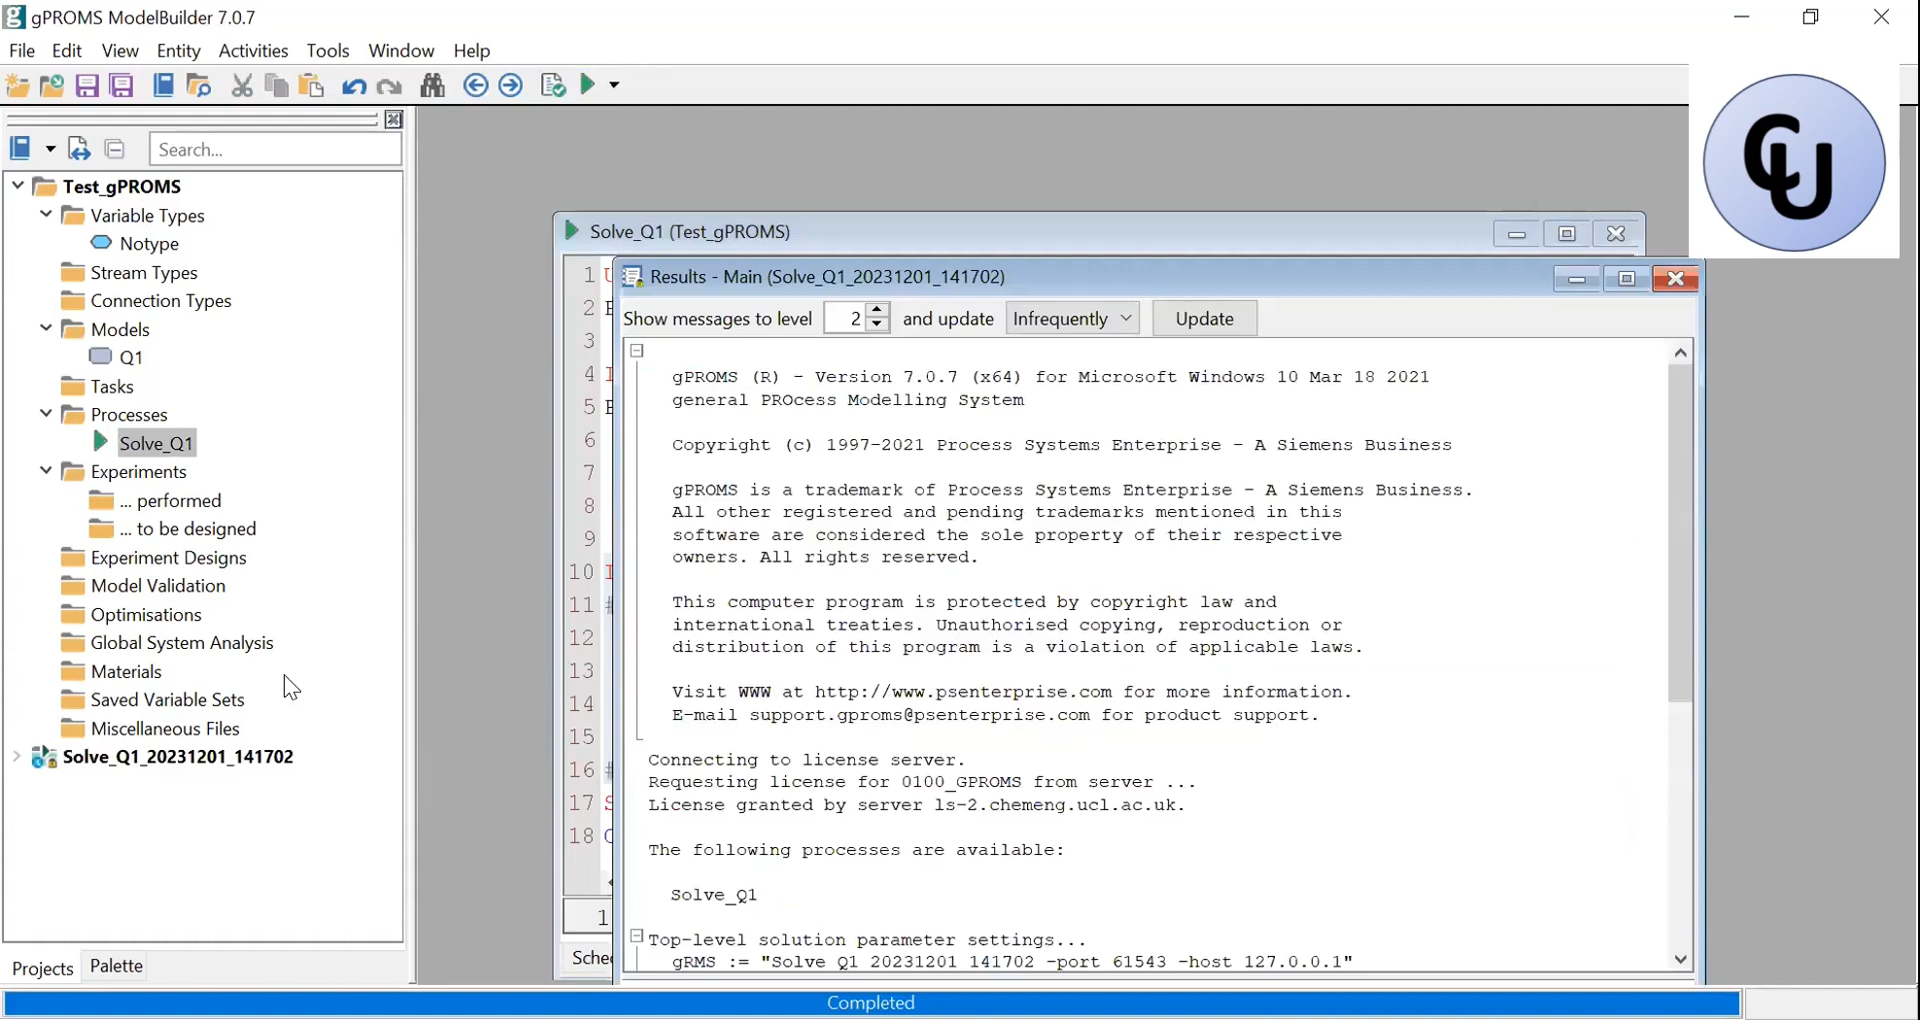 gPROMS ModelBuilder 7.0.7
File Edit View Entity Activities Tools Window Help
CU
Search...
Test_gPROMS
Variable Types
Notype
Stream Types
Connection Types
Models
Q1
Tasks
Processes
Solve_Q1
Experiments
... performed
... to be designed
Experiment Designs
Model Validation
Optimisations
Global System Analysis
Materials
Saved Variable Sets
Miscellaneous Files
Solve_Q1_20231201_141702
Projects Palette
Solve_Q1 (Test_gPROMS)
1
2
3
4
5
6
7
8
9
10
11 #
12
13
14
15
16 #
17
18
1
Results - Main (Solve_Q1_20231201_141702)
Show messages to level 2 and update Infrequently Update
gPROMS (R) - Version 7.0.7 (x64) for Microsoft Windows 10 Mar 18 2021
general PROcess Modelling System
Copyright (c) 1997-2021 Process Systems Enterprise - A Siemens Business
gPROMS is a trademark of Process Systems Enterprise - A Siemens Business.
All other registered and pending trademarks mentioned in this
software are considered the sole property of their respective
owners. All rights reserved.
This computer program is protected by copyright law and
international treaties. Unauthorised copying, reproduction or
distribution of this program is a violation of applicable laws.
Visit WWW at http://www.psenterprise.com for more information.
E-mail support.gproms@psenterprise.com for product support.
Connecting to license server.
Requesting license for 0100_GPROMS from server ...
License granted by server ls-2.chemeng.ucl.ac.uk.
The following processes are available:
Solve_Q1
Top-level solution parameter settings...
gRMS := "Solve_Q1_20231201_141702 -port 61543 -host 127.0.0.1"
Completed